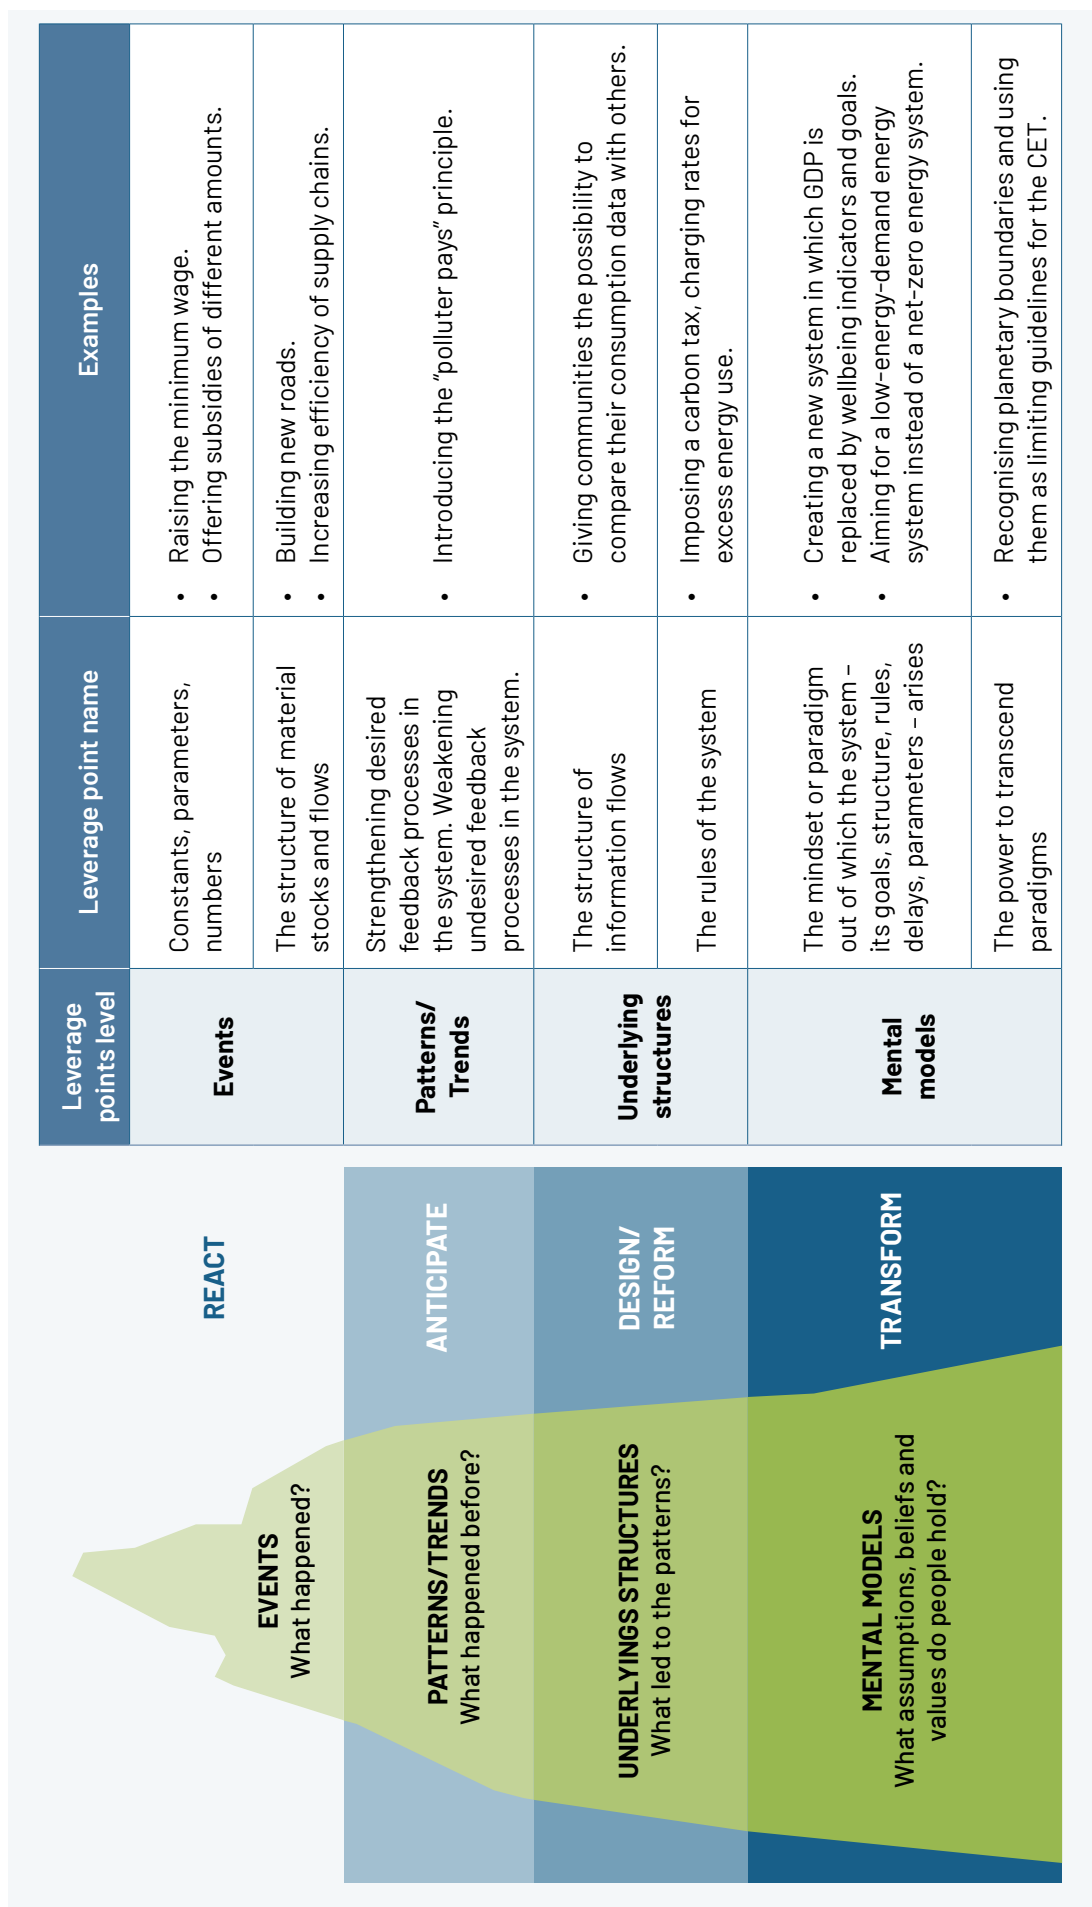 EVENTS
What happened?
PATTERNS/TRENDS
What happened before?
UNDERLYINGS STRUCTURES
What led to the patterns?
MENTAL MODELS
What assumptions, beliefs and
values do people hold?
REACT
ANTICIPATE
DESIGN/
REFORM
TRANSFORM
Leverage
points level
Leverage point name
Examples
Events
Constants, parameters,
numbers
• Raising the minimum wage.
• Offering subsidies of different amounts.
The structure of material
stocks and flows
• Building new roads.
• Increasing efficiency of supply chains.
Patterns/
Trends
Strengthening desired
feedback processes in
the system. Weakening
undesired feedback
processes in the system.
• Introducing the “polluter pays” principle.
Underlying
structures
The structure of
information flows
• Giving communities the possibility to
compare their consumption data with others.
The rules of the system
• Imposing a carbon tax, charging rates for
excess energy use.
Mental
models
The mindset or paradigm
out of which the system –
its goals, structure, rules,
delays, parameters – arises
• Creating a new system in which GDP is
replaced by wellbeing indicators and goals.
• Aiming for a low-energy-demand energy
system instead of a net-zero energy system.
The power to transcend
paradigms
• Recognising planetary boundaries and using
them as limiting guidelines for the CET.